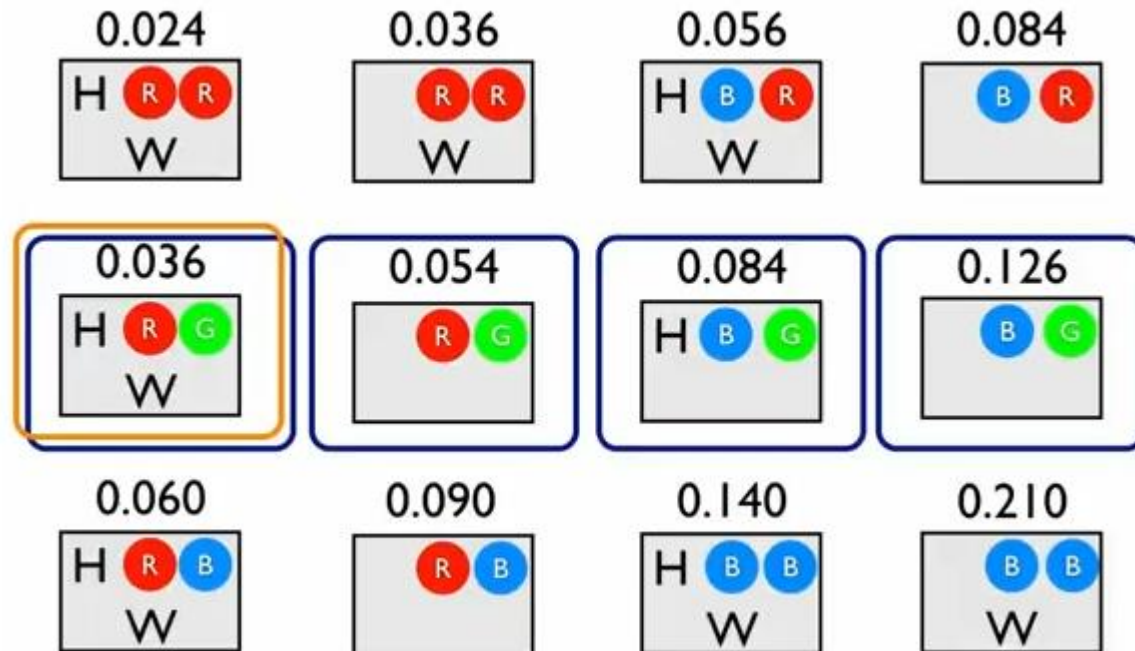 0.024 0.036 0.056 0.084
H R R R R H B R B R
W W W
0.036 0.054 0.084 0.126
H R G R G H B G B G
W
0.060 0.090 0.140 0.210
H R B R B H B B B B
W W W